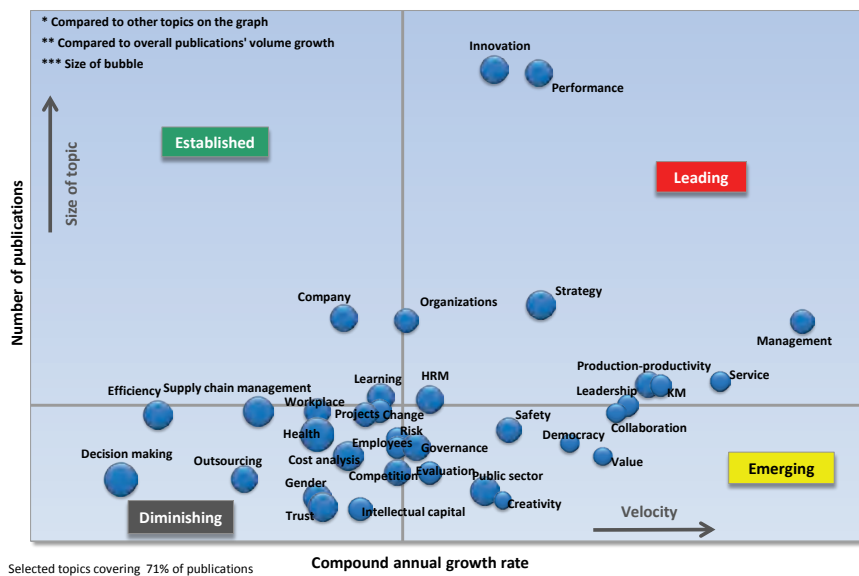 * Compared to other topics on the graph
** Compared to overall publications' volume growth
*** Size of bubble
Innovation
Performance
Established
Leading
Size of topic
Number of publications
Company
Organizations
Strategy
Management
Production-productivity
Service
KM
Learning
HRM
Leadership
Efficiency
Supply chain management
Workplace
Projects
Change
Collaboration
Safety
Health
Risk
Employees
Governance
Democracy
Value
Cost analysis
Decision making
Outsourcing
Competition
Evaluation
Public sector
Emerging
Gender
Trust
Intellectual capital
Creativity
Diminishing
Velocity
Compound annual growth rate
Selected topics covering 71% of publications